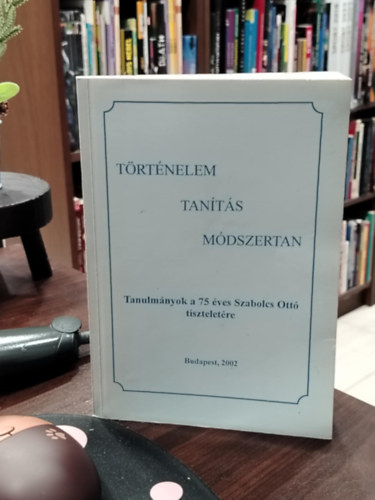 TÖRTÉNELEM
TANÍTÁS
MÓDSZERTAN
Tanulmányok a 75 éves Szabolcs Ottó
tiszteletére
Budapest, 2002